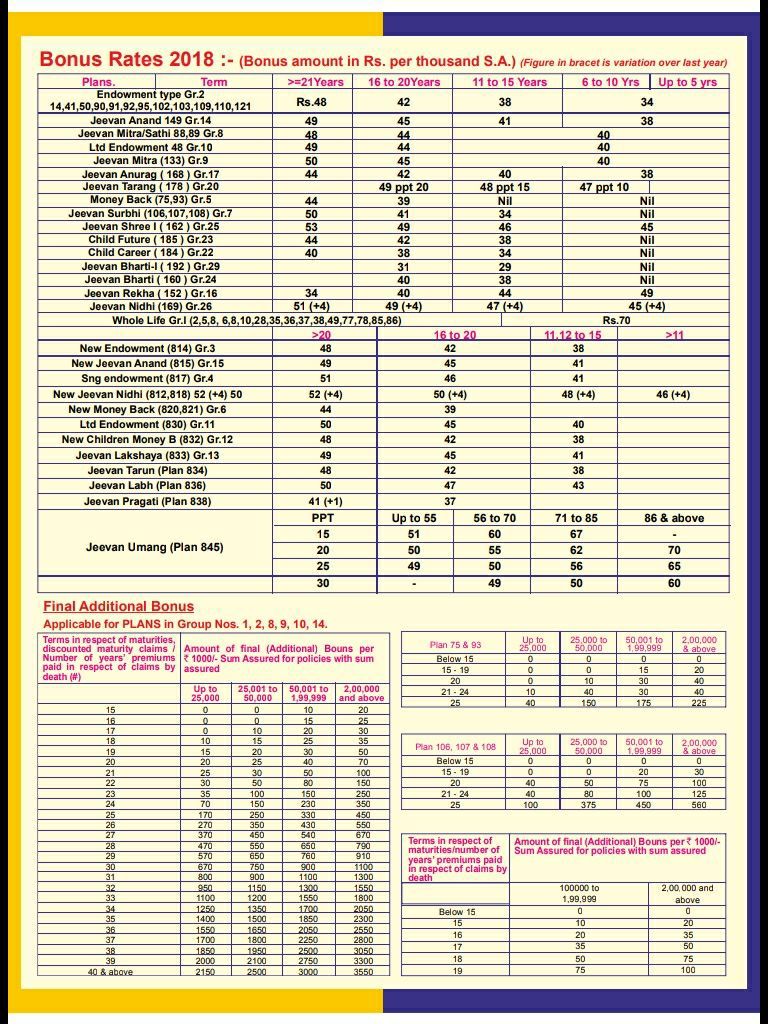 Bonus Rates 2018 :- (Bonus amount in Rs. per thousand S.A.) (Figure in bracet is variation over last year)
Plans. Term >=21Years 16 to 20Years 11 to 15 Years 6 to 10 Yrs Up to 5 yrs
Endowment type Gr.2
14,41,50,90,91,92,95,102,103,109,110,121 Rs.48 42 38 34
Jeevan Anand 149 Gr.14 49 45 41 38
Jeevan Mitra/Sathi 88,89 Gr.8 48 44 40
Ltd Endowment 48 Gr.10 49 44 40
Jeevan Mitra (133) Gr.9 50 45 40
Jeevan Anurag ( 168 ) Gr.17 44 42 40 38
Jeevan Tarang ( 178 ) Gr.20 49 ppt 20 48 ppt 15 47 ppt 10
Money Back (75,93) Gr.5 44 39 Nil Nil
Jeevan Surbhi (106,107,108) Gr.7 50 41 34 Nil
Jeevan Shree I ( 162 ) Gr.25 53 49 46 45
Child Future ( 185 ) Gr.23 44 42 38 Nil
Child Career ( 184 ) Gr.22 40 38 34 Nil
Jeevan Bharti-I ( 192 ) Gr.29 31 29 Nil
Jeevan Bharti ( 160 ) Gr.24 40 38 Nil
Jeevan Rekha ( 152 ) Gr.16 34 40 44 49
Jeevan Nidhi (169) Gr.26 51 (+4) 49 (+4) 47 (+4) 45 (+4)
Whole Life Gr.I (2,5,8, 6,8,10,28,35,36,37,38,49,77,78,85,86) Rs.70
>20 16 to 20 11,12 to 15 >11
New Endowment (814) Gr.3 48 42 38
New Jeevan Anand (815) Gr.15 49 45 41
Sng endowment (817) Gr.4 51 46 41
New Jeevan Nidhi (812,818) 52 (+4) 50 52 (+4) 50 (+4) 48 (+4) 46 (+4)
New Money Back (820,821) Gr.6 44 39
Ltd Endowment (830) Gr.11 50 45 40
New Children Money B (832) Gr.12 48 42 38
Jeevan Lakshaya (833) Gr.13 49 45 41
Jeevan Tarun (Plan 834) 48 42 38
Jeevan Labh (Plan 836) 50 47 43
Jeevan Pragati (Plan 838) 41 (+1) 37
Jeevan Umang (Plan 845) PPT Up to 55 56 to 70 71 to 85 86 & above
15 51 60 67 -
20 50 55 62 70
25 49 50 56 65
30 - 49 50 60
Final Additional Bonus
Applicable for PLANS in Group Nos. 1, 2, 8, 9, 10, 14.
Terms in respect of maturities,
discounted maturity claims /
Number of years' premiums
paid in respect of claims by
death (#)
Amount of final (Additional) Bouns per
₹ 1000/- Sum Assured for policies with sum
assured
Up to 25,000 25,001 to 50,000 50,001 to 1,99,999 2,00,000 and above
15 0 0 10 20
16 0 0 15 25
17 0 10 20 30
18 10 15 25 35
19 15 20 30 50
20 20 25 40 70
21 25 30 50 100
22 30 50 80 150
23 35 100 150 250
24 70 150 230 350
25 170 250 330 450
26 270 350 430 550
27 370 450 540 670
28 470 550 650 790
29 570 650 760 910
30 670 750 900 1100
31 800 900 1100 1300
32 950 1150 1300 1550
33 1100 1200 1550 1800
34 1250 1350 1700 2050
35 1400 1500 1850 2300
36 1550 1650 2050 2550
37 1700 1800 2250 2800
38 1850 1950 2500 3050
39 2000 2100 2750 3300
40 & above 2150 2500 3000 3550
Plan 75 & 93 Up to 25,000 25,000 to 50,000 50,001 to 1,99,999 2,00,000 & above
Below 15 0 0 0 0
15 - 19 0 0 15 20
20 0 10 30 40
21 - 24 10 40 30 40
25 40 150 175 225
Plan 106, 107 & 108 Up to 25,000 25,000 to 50,000 50,001 to 1,99,999 2,00,000 & above
Below 15 0 0 0 0
15 - 19 0 0 20 30
20 40 50 75 100
21 - 24 40 80 100 125
25 100 375 450 560
Terms in respect of
maturities/number of
years' premiums paid
in respect of claims by
death
Amount of final (Additional) Bouns per ₹ 1000/-
Sum Assured for policies with sum assured
100000 to 1,99,999 2,00,000 and above
Below 15 0 0
15 10 20
16 20 35
17 35 50
18 50 75
19 75 100